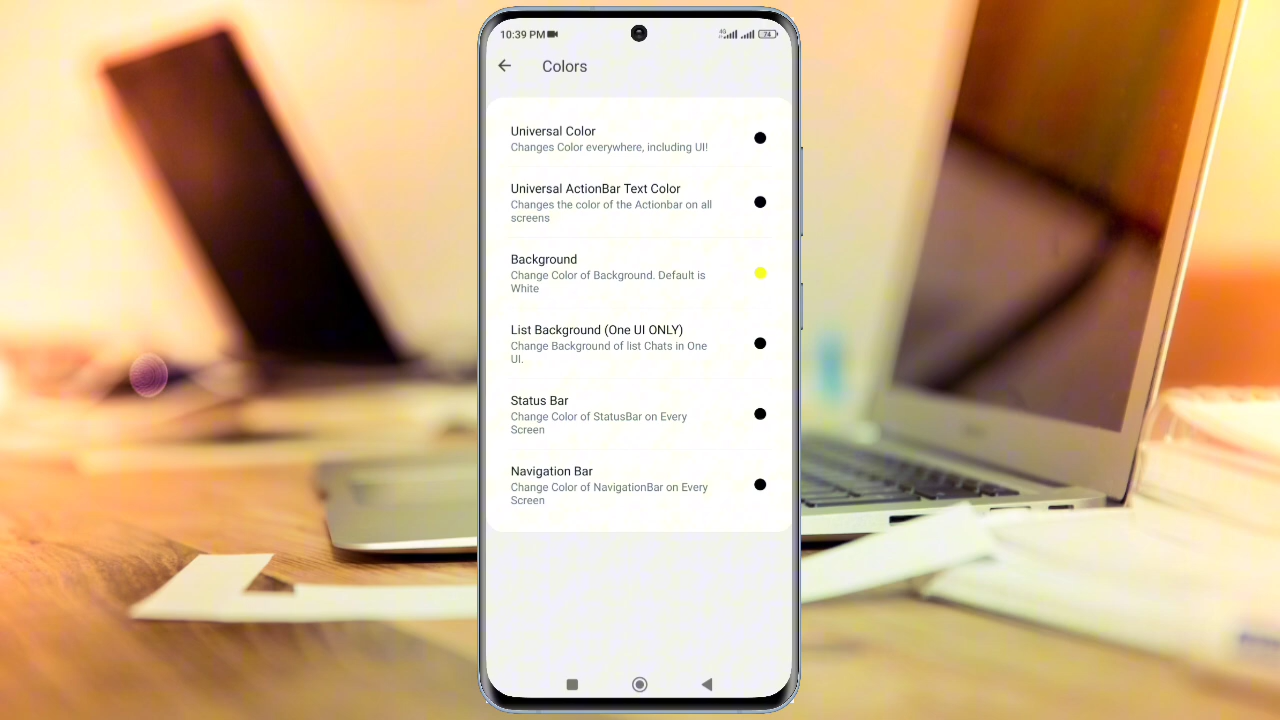 10:39 PM
4G
74
Colors
Universal Color
Changes Color everywhere, including UI!
Universal ActionBar Text Color
Changes the color of the Actionbar on all
screens
Background
Change Color of Background. Default is
White
List Background (One UI ONLY)
Change Background of list Chats in One
UI.
Status Bar
Change Color of StatusBar on Every
Screen
Navigation Bar
Change Color of NavigationBar on Every
Screen